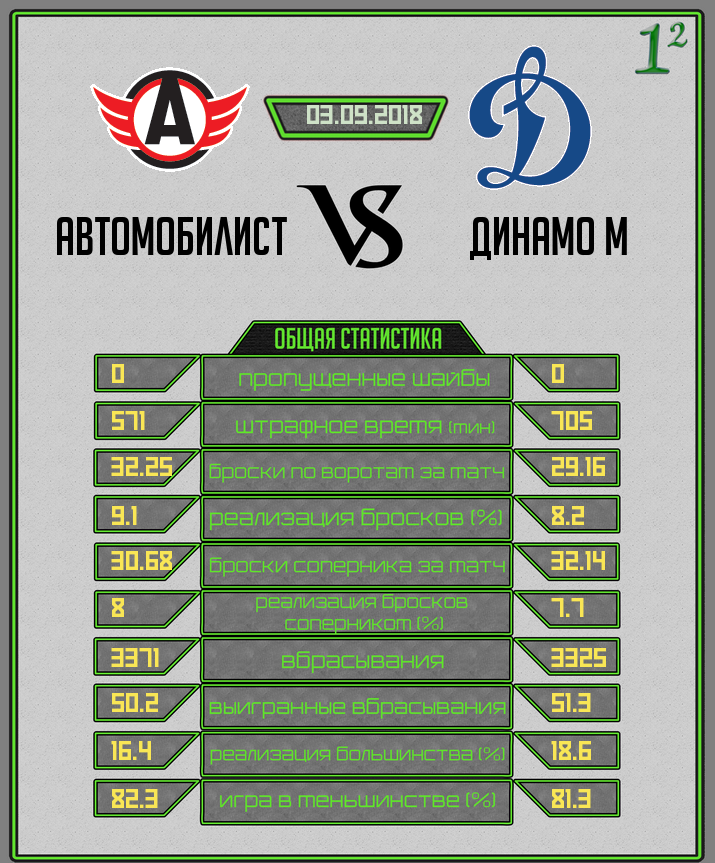 1²
А
Д
03.09.2018
АВТОМОБИЛИСТ VS ДИНАМО М
ОБЩАЯ СТАТИСТИКА
0 пропущенные шайбы 0
571 штрафное время (мин) 705
32.25 броски по воротам за матч 29.16
9.1 реализация бросков (%) 8.2
30.68 броски соперника за матч 32.14
8 реализация бросков
соперником (%) 7.7
3371 вбрасывания 3325
50.2 выигранные вбрасывания 51.3
16.4 реализация большинства (%) 18.6
82.3 игра в меньшинстве (%) 81.3